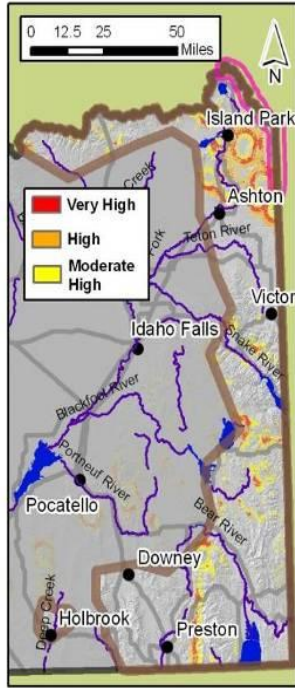 0 12.5 25 50
Miles
N
Island Park
Creek
Ashton
Very High
High
Moderate
High
Fork
Teton River
Victor
Idaho Falls
Snake River
Blackfoot River
Portneuf River
Pocatello
Bear River
Downey
Deep Creek
Holbrook
Preston